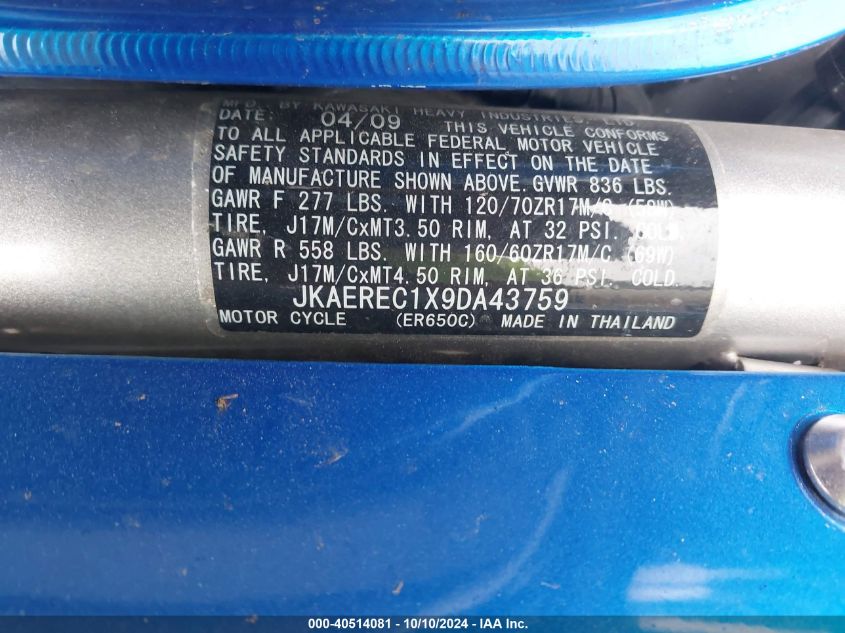 MFD. BY KAWASAKI HEAVY INDUSTRIES, LTD.
DATE: 04/09 THIS VEHICLE CONFORMS
TO ALL APPLICABLE FEDERAL MOTOR VEHICLE
SAFETY STANDARDS IN EFFECT ON THE DATE
OF MANUFACTURE SHOWN ABOVE. GVWR 836 LBS.
GAWR F 277 LBS. WITH 120/70ZR17M/C (58W)
TIRE, J17M/CxMT3.50 RIM, AT 32 PSI. COLD.
GAWR R 558 LBS. WITH 160/60ZR17M/C (69W)
TIRE, J17M/CxMT4.50 RIM, AT 36 PSI. COLD.
JKAEREC1X9DA43759
MOTOR CYCLE (ER650C) MADE IN THAILAND
000-40514081 - 10/10/2024 - IAA Inc.